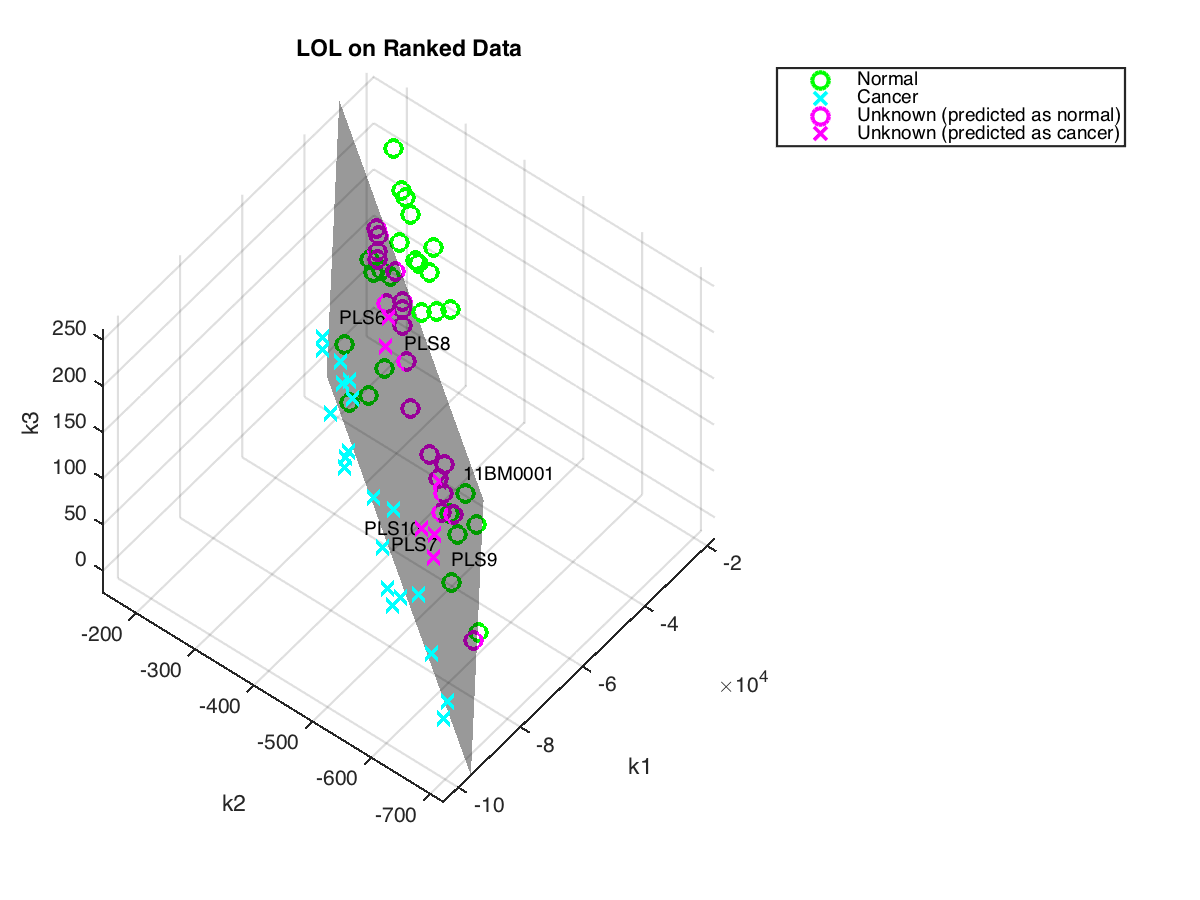 LOL on Ranked Data
Normal
Cancer
Unknown (predicted as normal)
Unknown (predicted as cancer)
250
200
150
100
50
0
k3
PLS6
PLS8
11BM0001
PLS10
PLS7
PLS9
-200
-300
-400
-500
-600
-700
k2
-2
-4
-6
-8
-10
×10⁴
k1